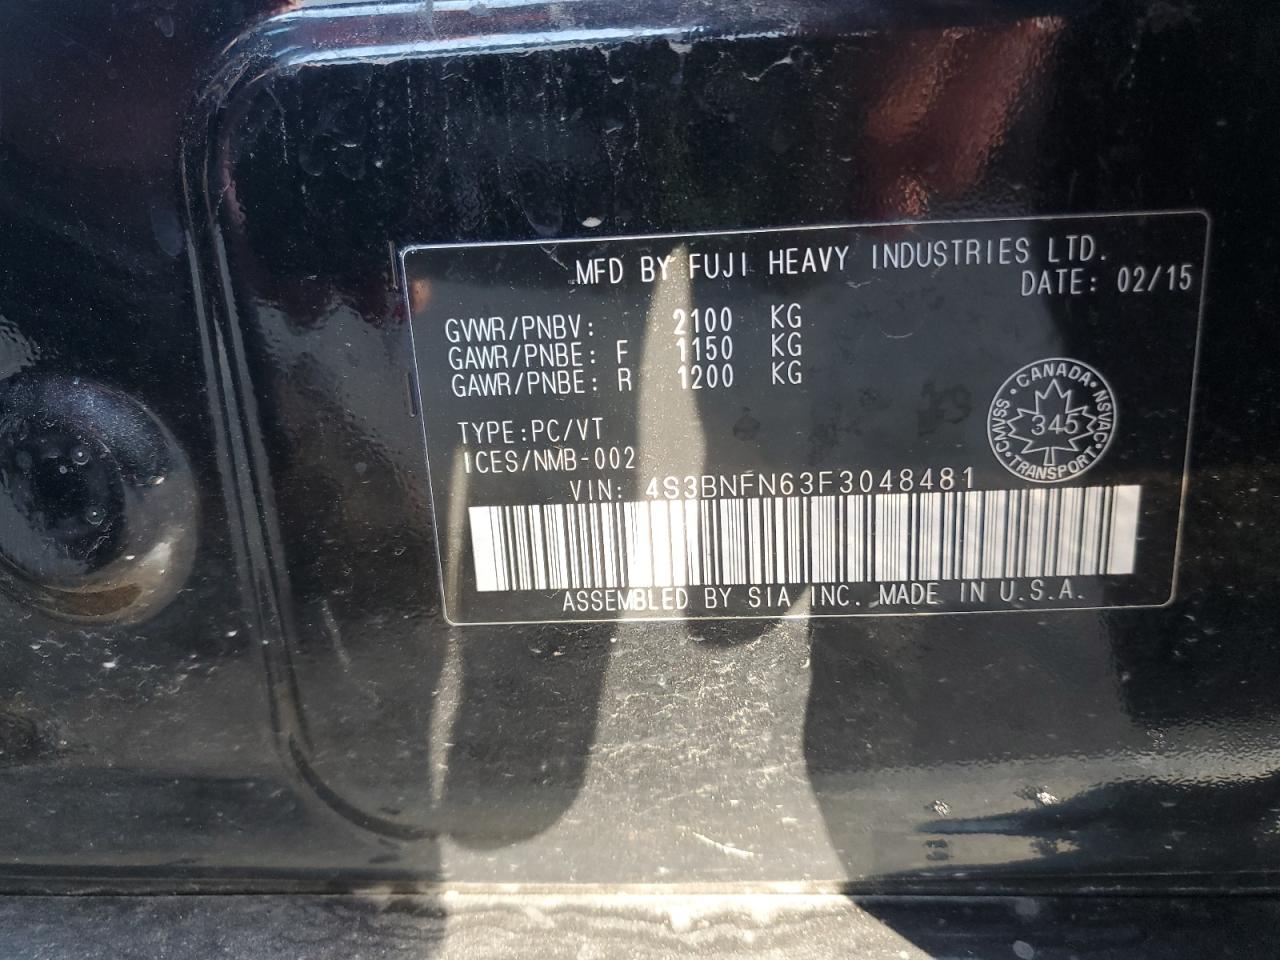 MFD BY FUJI HEAVY INDUSTRIES LTD.
DATE: 02/15
GVWR/PNBV: 2100 KG
GAWR/PNBE: F 1150 KG
GAWR/PNBE: R 1200 KG
TYPE:PC/VT
ICES/NMB-002
CANADA · NSVAC · TRANSPORT · CMVSS ·
345
VIN: 4S3BNFN63F3048481
ASSEMBLED BY SIA INC. MADE IN U.S.A.